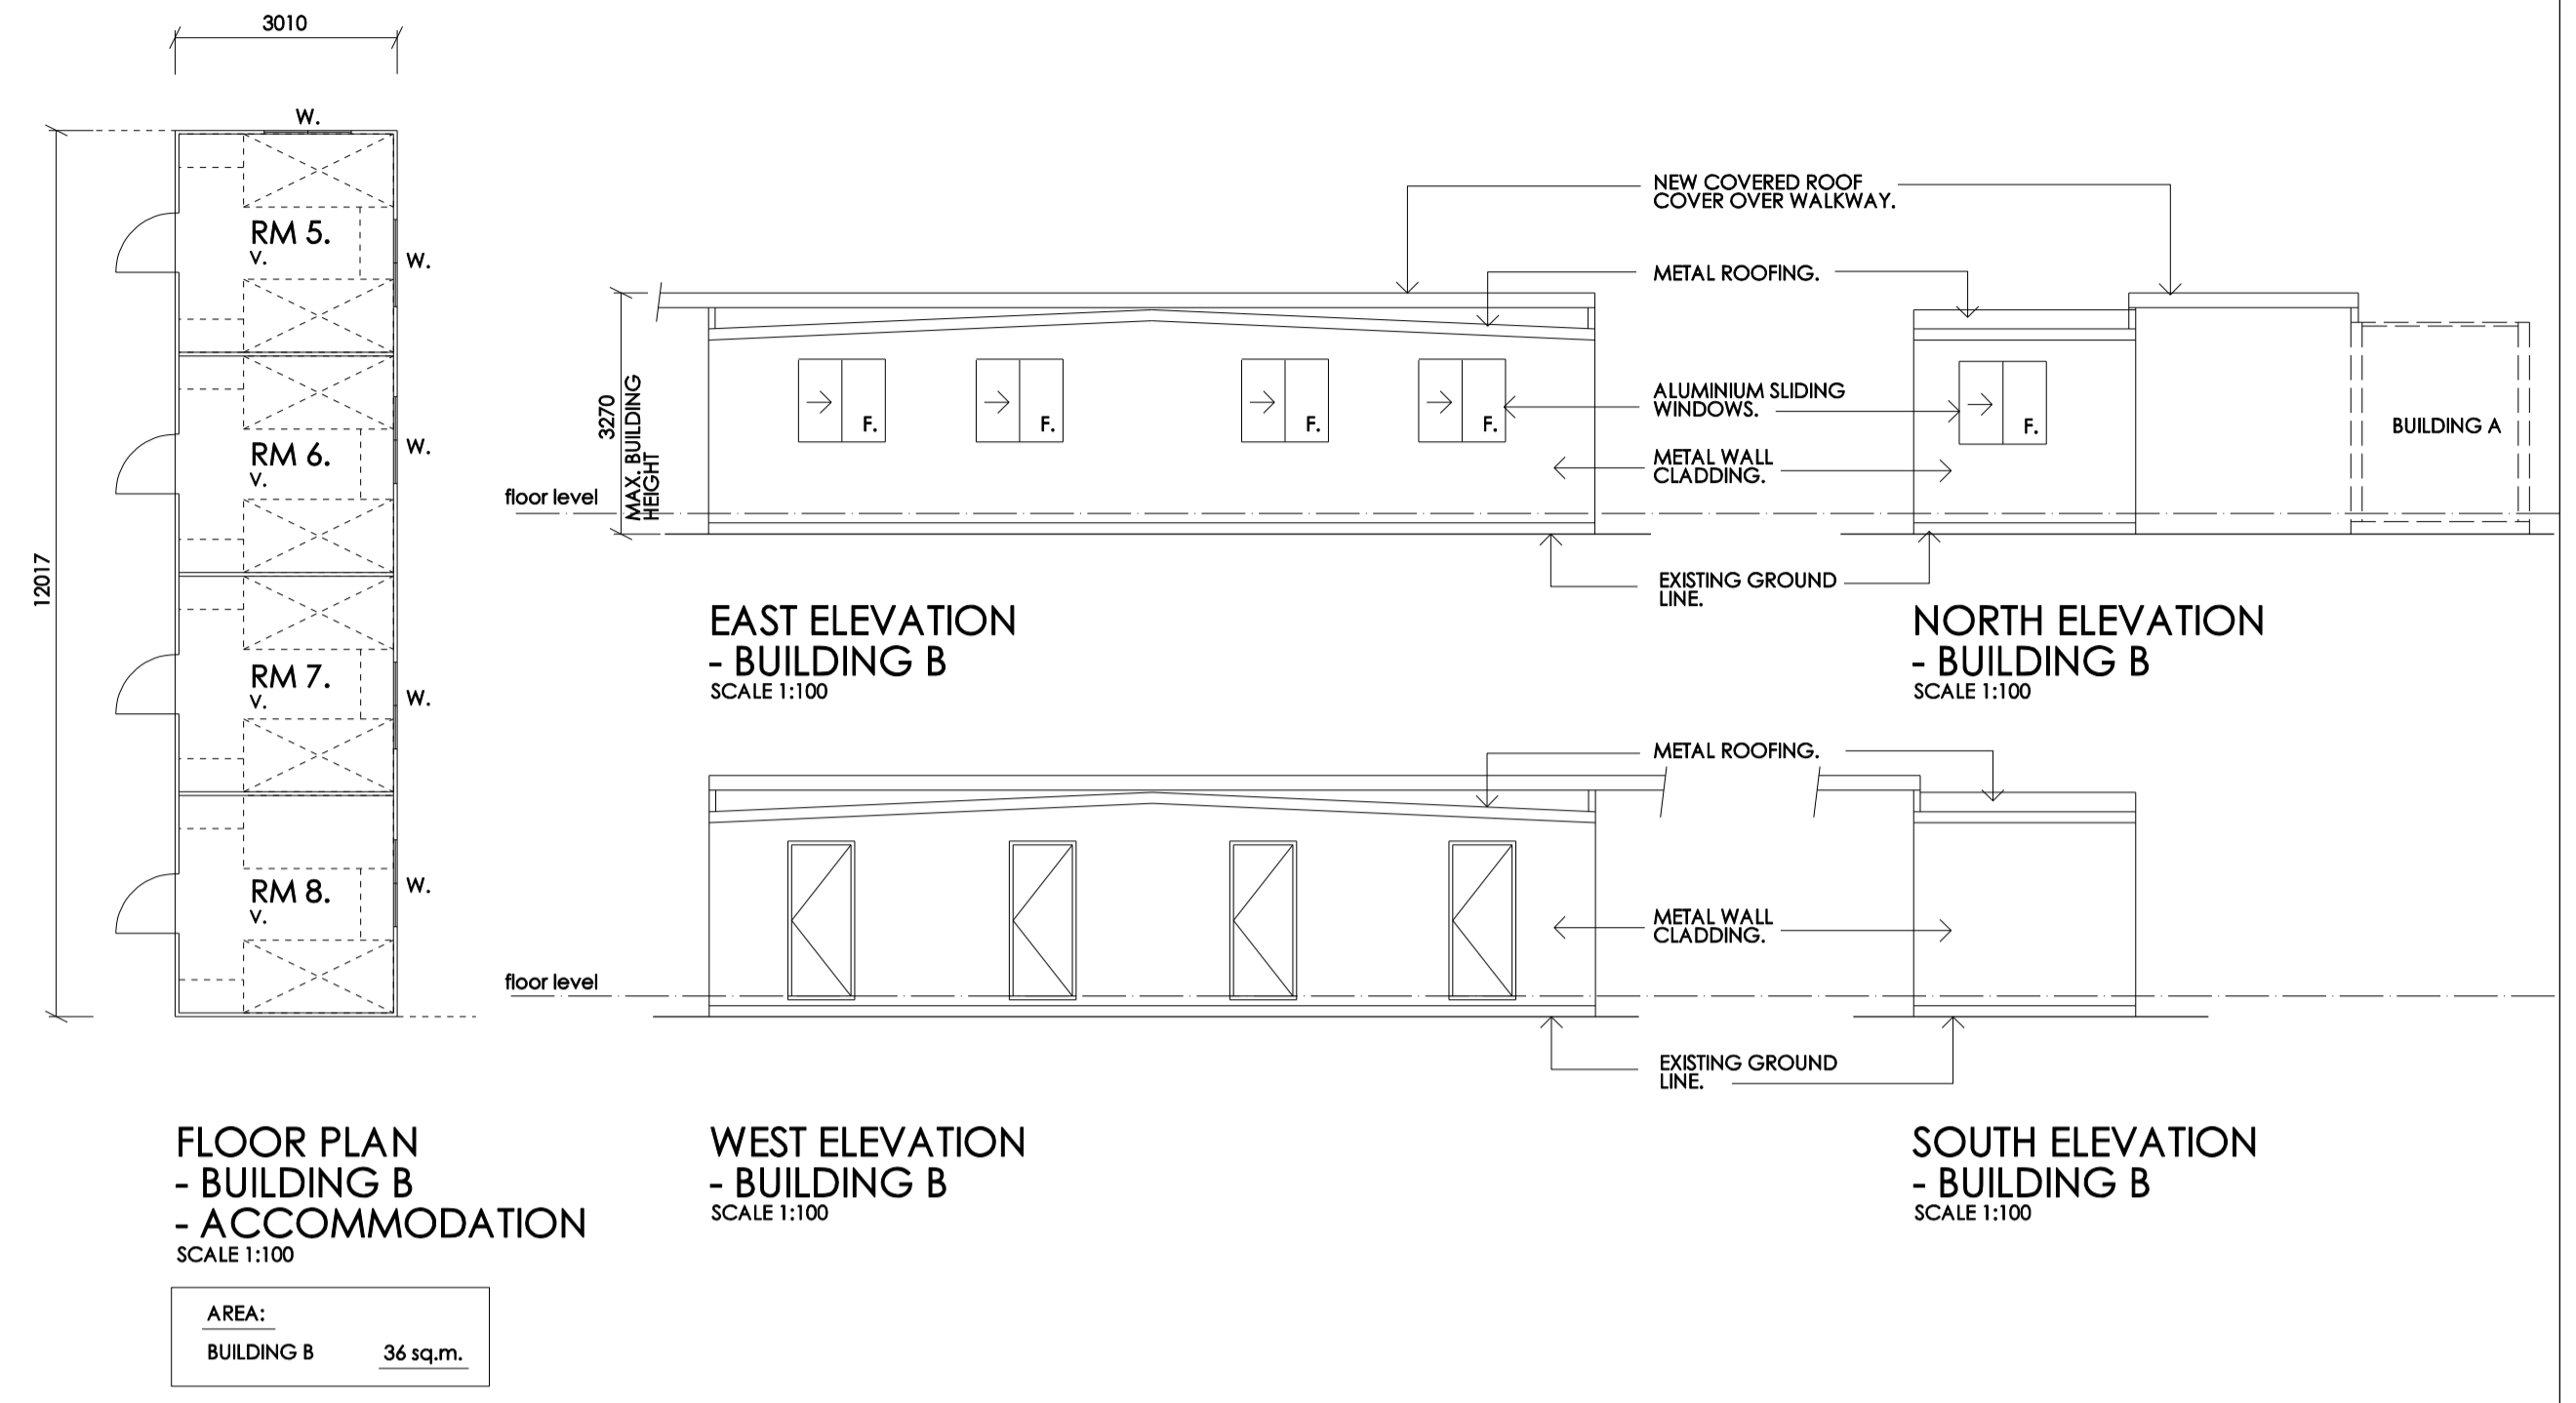 3010
W.
RM 5.
V.
W.
RM 6.
V.
W.
12017
RM 7.
V.
W.
RM 8.
V.
W.
FLOOR PLAN
- BUILDING B
- ACCOMMODATION
SCALE 1:100
AREA:
BUILDING B 36 sq.m.
NEW COVERED ROOF
COVER OVER WALKWAY.
METAL ROOFING.
3270
MAX. BUILDING
HEIGHT
floor level
F.
F.
F.
F.
ALUMINIUM SLIDING
WINDOWS.
METAL WALL
CLADDING.
F.
BUILDING A
EXISTING GROUND
LINE.
EAST ELEVATION
- BUILDING B
SCALE 1:100
NORTH ELEVATION
- BUILDING B
SCALE 1:100
METAL ROOFING.
METAL WALL
CLADDING.
floor level
EXISTING GROUND
LINE.
WEST ELEVATION
- BUILDING B
SCALE 1:100
SOUTH ELEVATION
- BUILDING B
SCALE 1:100